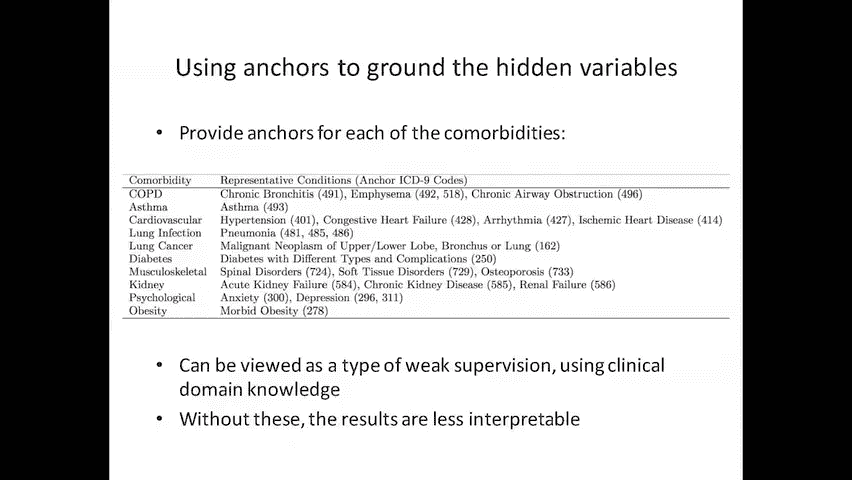 Using anchors to ground the hidden variables
• Provide anchors for each of the comorbidities:
Comorbidity Representative Conditions (Anchor ICD-9 Codes)
COPD Chronic Bronchitis (491), Emphysema (492, 518), Chronic Airway Obstruction (496)
Asthma Asthma (493)
Cardiovascular Hypertension (401), Congestive Heart Failure (428), Arrhythmia (427), Ischemic Heart Disease (414)
Lung Infection Pneumonia (481, 485, 486)
Lung Cancer Malignant Neoplasm of Upper/Lower Lobe, Bronchus or Lung (162)
Diabetes Diabetes with Different Types and Complications (250)
Musculoskeletal Spinal Disorders (724), Soft Tissue Disorders (729), Osteoporosis (733)
Kidney Acute Kidney Failure (584), Chronic Kidney Disease (585), Renal Failure (586)
Psychological Anxiety (300), Depression (296, 311)
Obesity Morbid Obesity (278)
• Can be viewed as a type of weak supervision, using clinical
domain knowledge
• Without these, the results are less interpretable